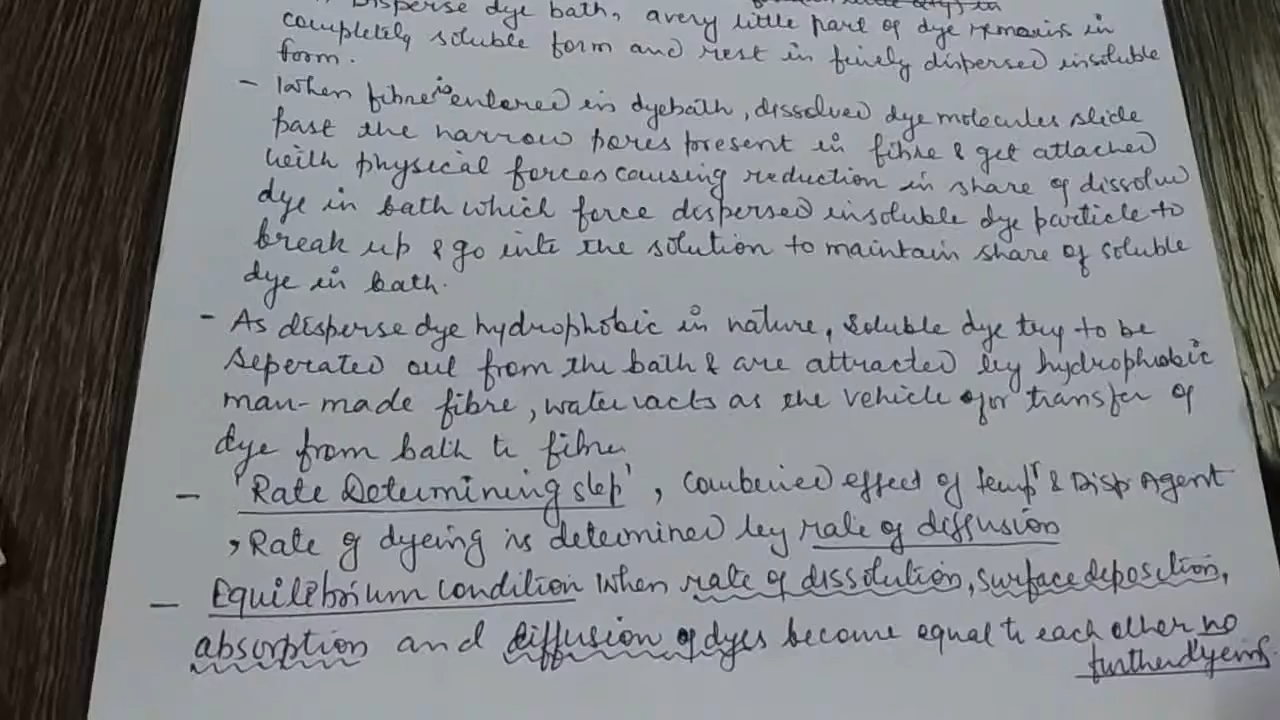 Disperse dye bath, a very little part of dye remains in
completely soluble form and rest in finely dispersed insoluble
form.
- When fibre is entered in dyebath, dissolved dye molecules slide
past the narrow pores present in fibre & get attached
with physical forces causing reduction in share of dissolved
dye in bath which force dispersed insoluble dye particle to
break up & go into the solution to maintain share of soluble
dye in bath.
- As disperse dye hydrophobic in nature, soluble dye try to be
seperated out from the bath & are attracted by hydrophobic
man-made fibre, water acts as the vehicle for transfer of
dye from bath to fibre.
- 'Rate Determining step', Combined effect of tempr & Disp Agent
, Rate of dyeing is determined by rate of diffusion
- Equilibrium condition when rate of dissolution, surface deposition,
absorption and diffusion of dyes become equal to each other no
further dyeing.